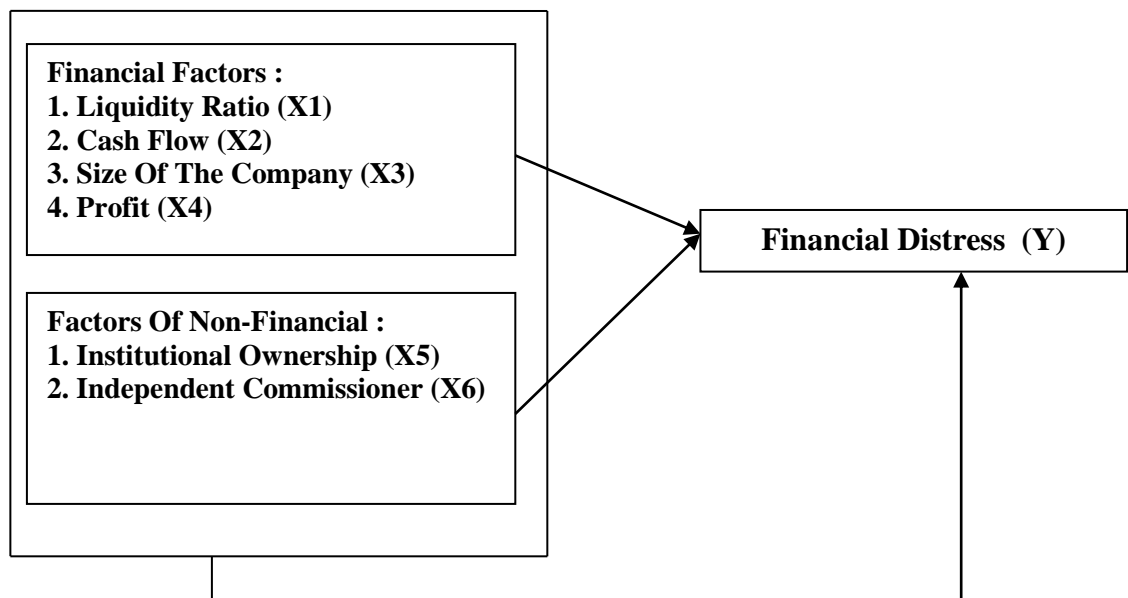 Financial Factors :
1. Liquidity Ratio (X1)
2. Cash Flow (X2)
3. Size Of The Company (X3)
4. Profit (X4)
Financial Distress (Y)
Factors Of Non-Financial :
1. Institutional Ownership (X5)
2. Independent Commissioner (X6)